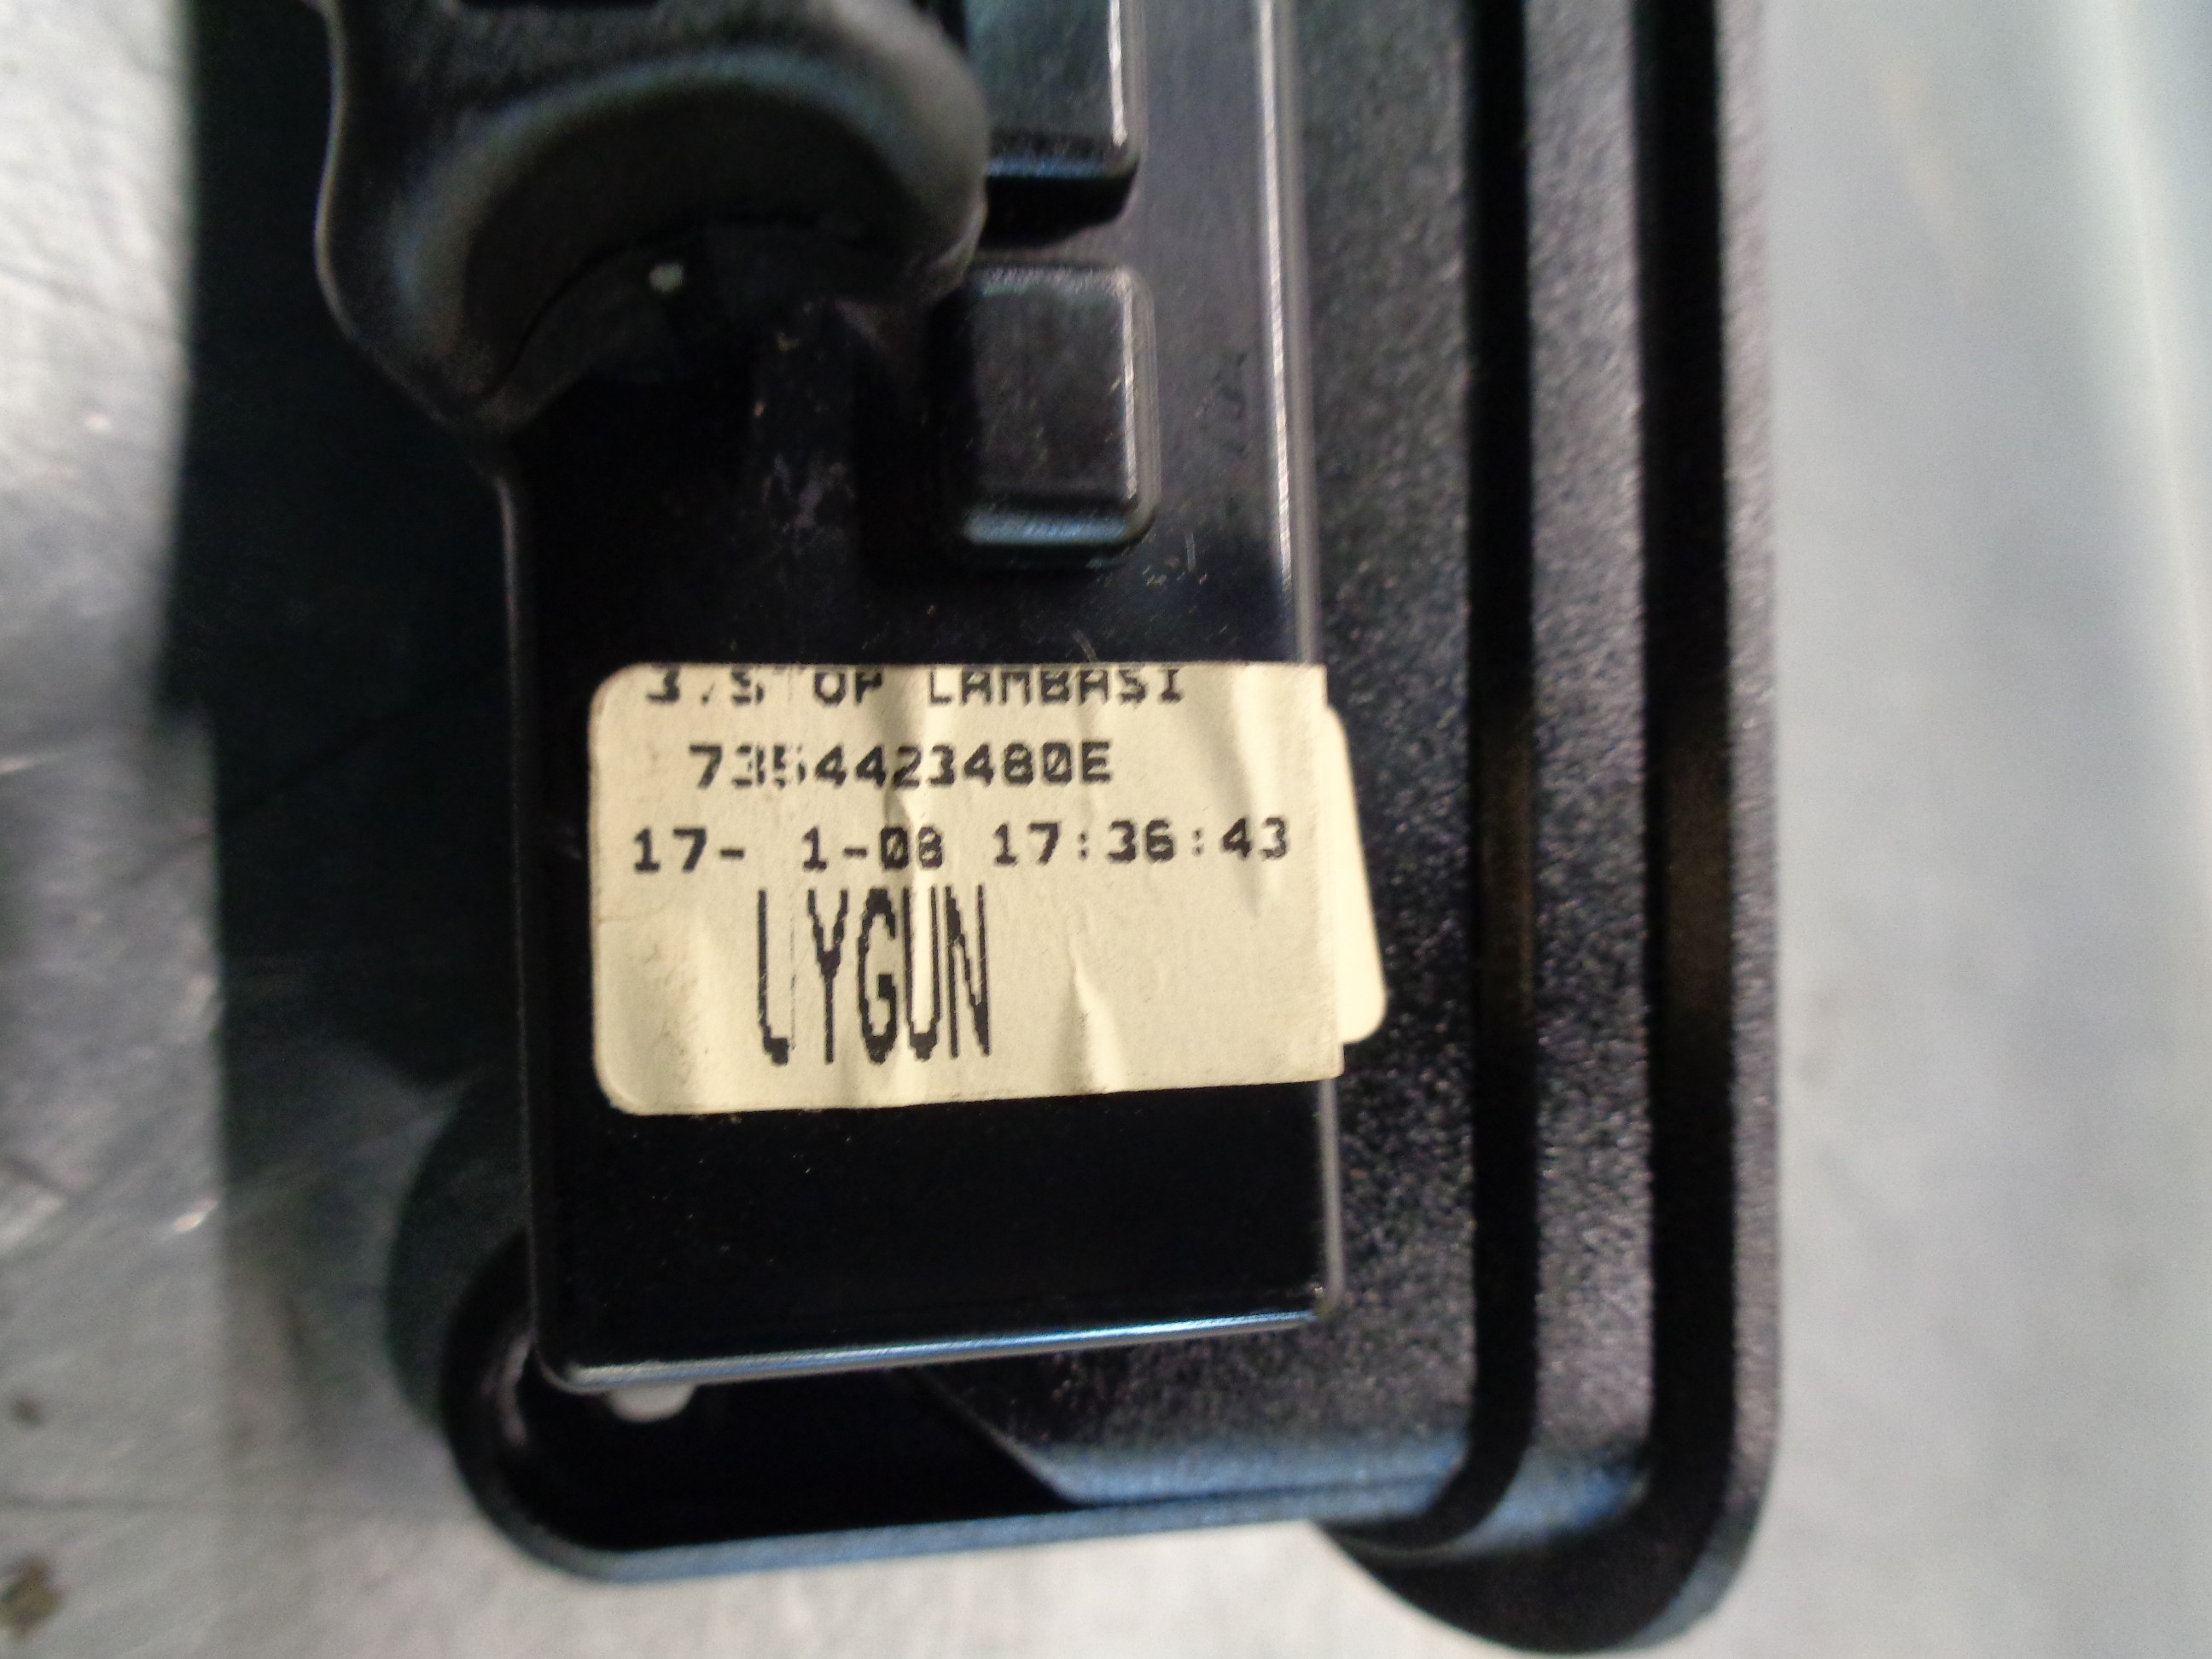 3.STOP LAMBASI
7354423480E
17- 1-08 17:36:43
UYGUN